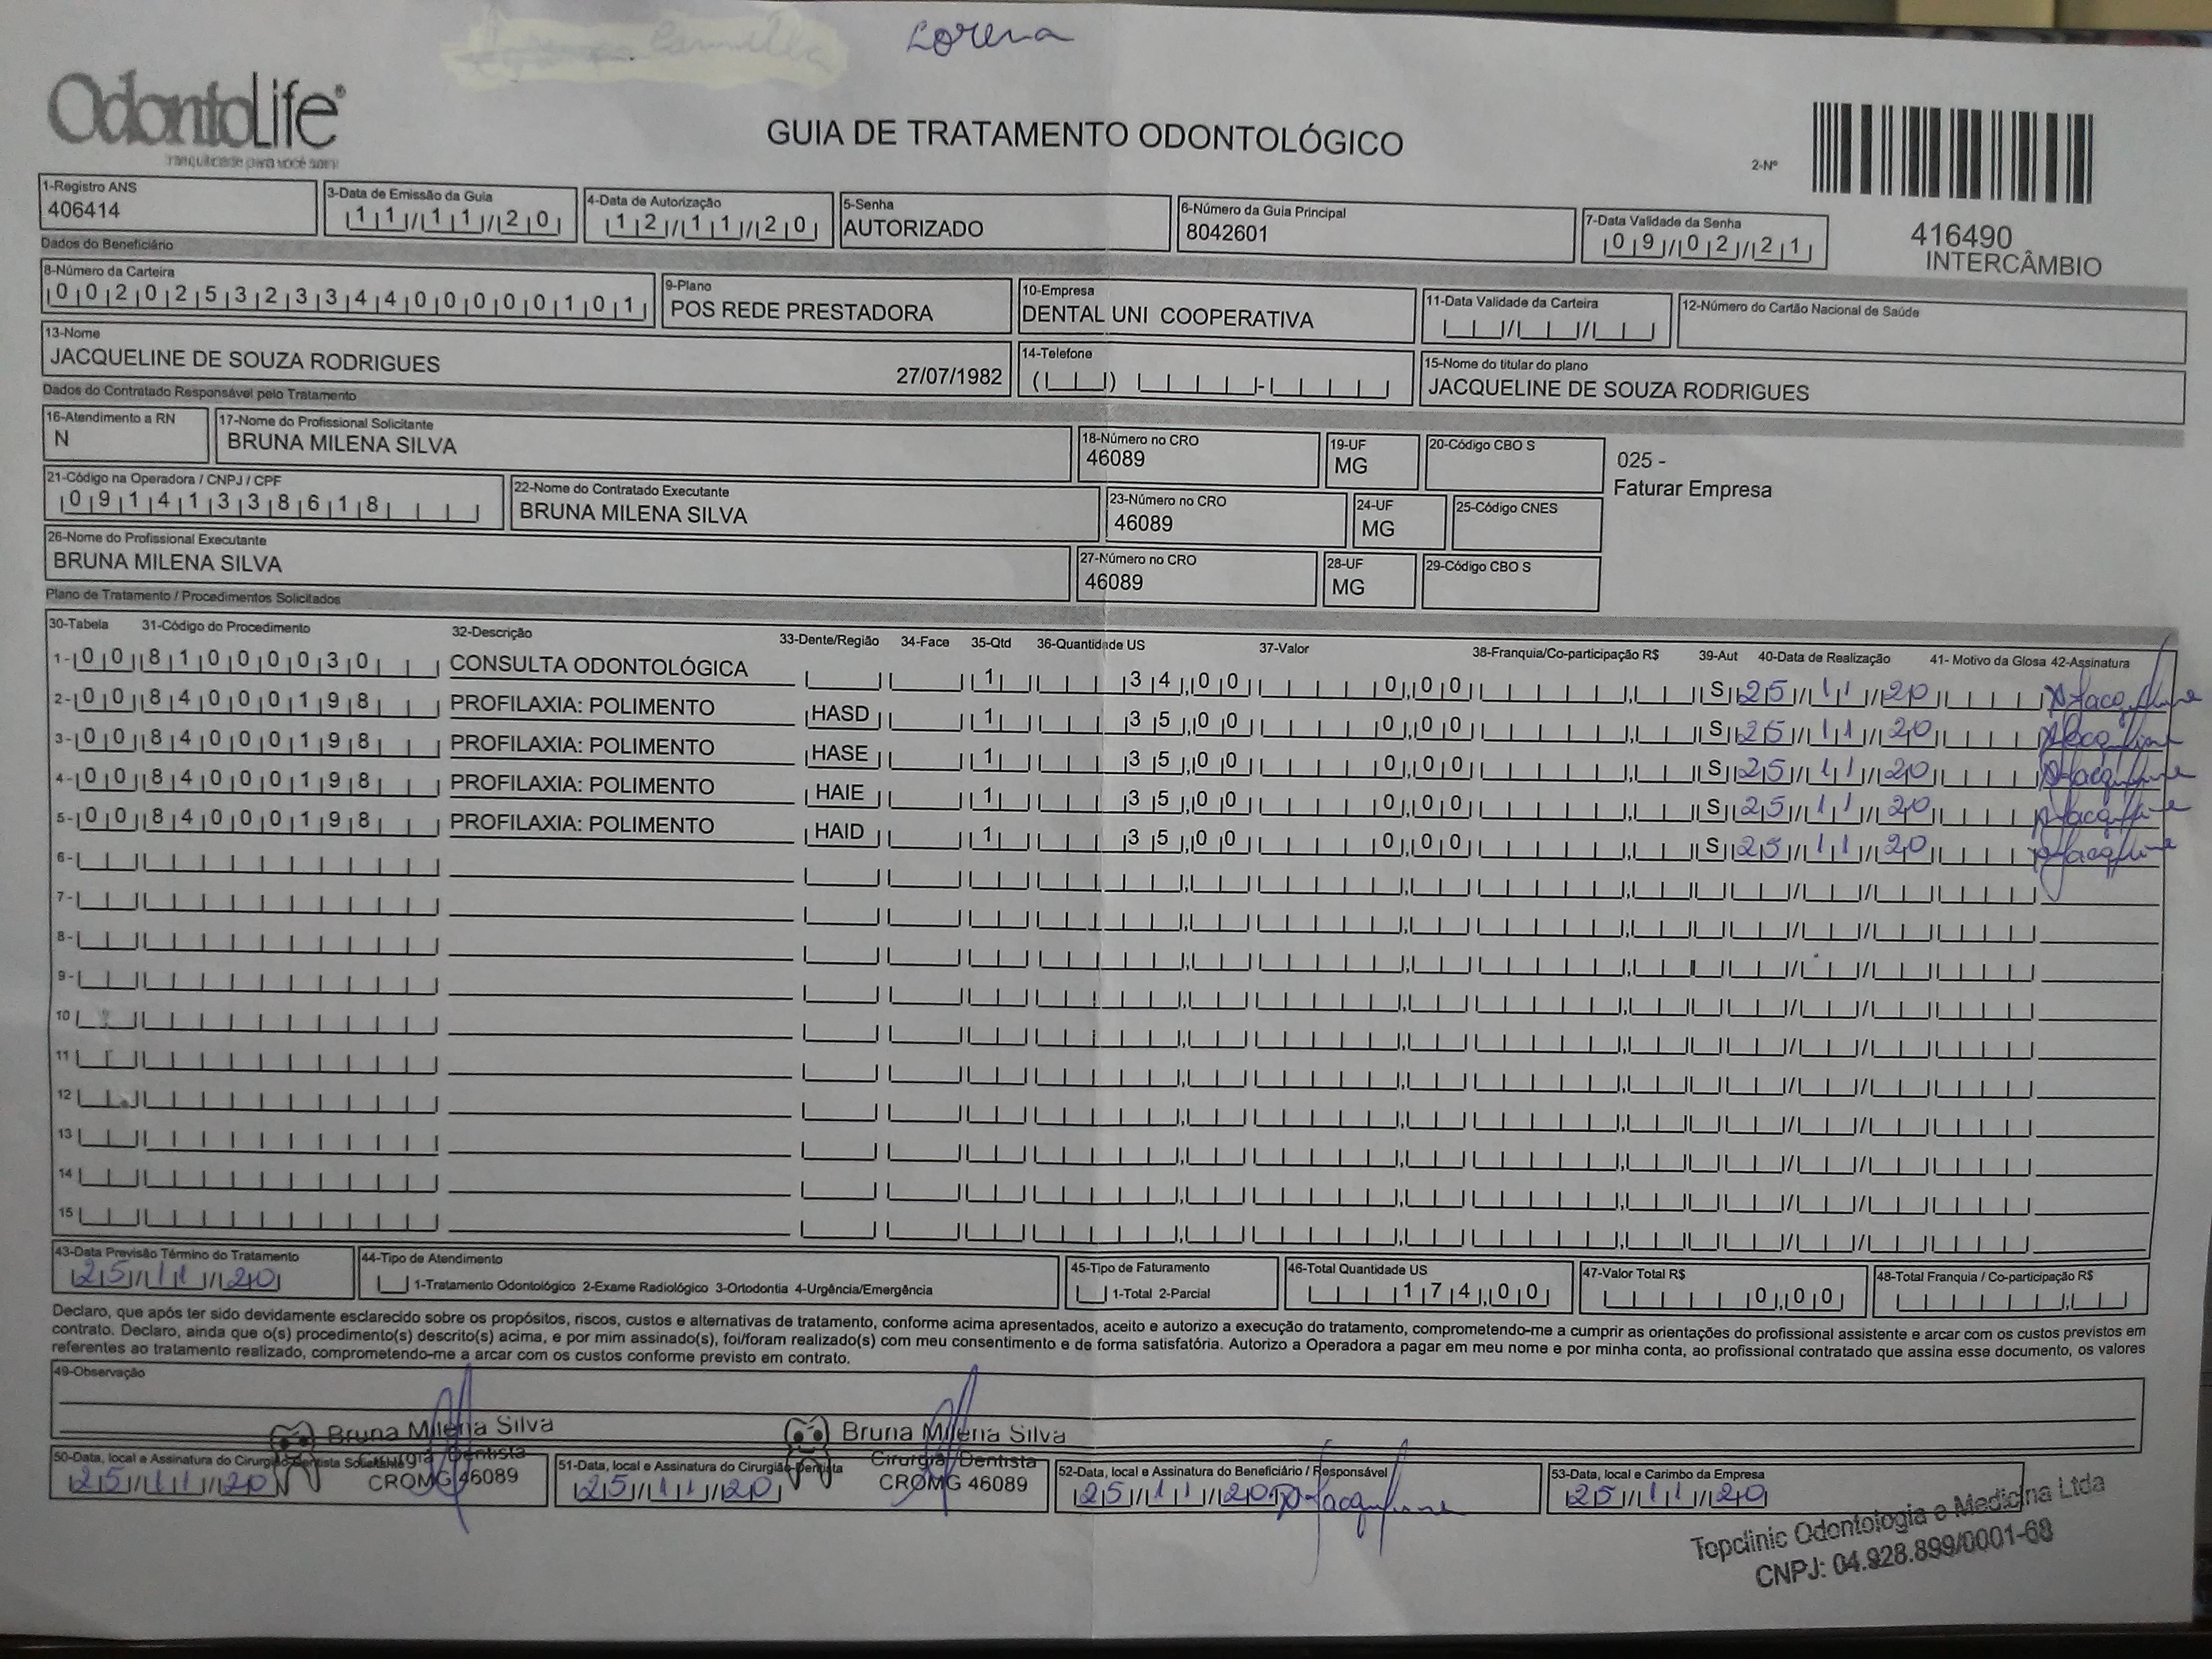 Lorena
OdontoLife®
Tranquilidade para você sorrir
GUIA DE TRATAMENTO ODONTOLÓGICO
2-Nº
416490
INTERCÂMBIO
1-Registro ANS
406414
3-Data de Emissão da Guia
11/11/20
4-Data de Autorização
12/11/20
5-Senha
AUTORIZADO
6-Número da Guia Principal
8042601
7-Data Validade da Senha
09/02/21
Dados do Beneficiário
8-Número da Carteira
00202532334400000101
9-Plano
POS REDE PRESTADORA
10-Empresa
DENTAL UNI COOPERATIVA
11-Data Validade da Carteira
12-Número do Cartão Nacional de Saúde
13-Nome
JACQUELINE DE SOUZA RODRIGUES 27/07/1982
14-Telefone
15-Nome do titular do plano
JACQUELINE DE SOUZA RODRIGUES
Dados do Contratado Responsável pelo Tratamento
16-Atendimento a RN
N
17-Nome do Profissional Solicitante
BRUNA MILENA SILVA
18-Número no CRO
46089
19-UF
MG
20-Código CBO S
025 -
Faturar Empresa
21-Código na Operadora / CNPJ / CPF
09141338618
22-Nome do Contratado Executante
BRUNA MILENA SILVA
23-Número no CRO
46089
24-UF
MG
25-Código CNES
26-Nome do Profissional Executante
BRUNA MILENA SILVA
27-Número no CRO
46089
28-UF
MG
29-Código CBO S
Plano de Tratamento / Procedimentos Solicitados
30-Tabela 31-Código do Procedimento 32-Descrição 33-Dente/Região 34-Face 35-Qtd 36-Quantidade US 37-Valor 38-Franquia/Co-participação R$ 39-Aut 40-Data de Realização 41- Motivo da Glosa 42-Assinatura
1-00 81000030 CONSULTA ODONTOLÓGICA 1 34,00 0,00 S 25/11/20 Jacqueline
2-00 84000198 PROFILAXIA: POLIMENTO HASD 1 35,00 0,00 S 25/11/20 Jacqueline
3-00 84000198 PROFILAXIA: POLIMENTO HASE 1 35,00 0,00 S 25/11/20 Jacqueline
4-00 84000198 PROFILAXIA: POLIMENTO HAIE 1 35,00 0,00 S 25/11/20 Jacqueline
5-00 84000198 PROFILAXIA: POLIMENTO HAID 1 35,00 0,00 S 25/11/20 Jacqueline
6-
7-
8-
9-
10
11
12
13
14
15
43-Data Previsão Término do Tratamento
25/11/20
44-Tipo de Atendimento
1-Tratamento Odontológico 2-Exame Radiológico 3-Ortodontia 4-Urgência/Emergência
45-Tipo de Faturamento
1-Total 2-Parcial
46-Total Quantidade US
174,00
47-Valor Total R$
0,00
48-Total Franquia / Co-participação R$
Declaro, que após ter sido devidamente esclarecido sobre os propósitos, riscos, custos e alternativas de tratamento, conforme acima apresentados, aceito e autorizo a execução do tratamento, comprometendo-me a cumprir as orientações do profissional assistente e arcar com os custos previstos em
contrato. Declaro, ainda que o(s) procedimento(s) descrito(s) acima, e por mim assinado(s), foi/foram realizado(s) com meu consentimento e de forma satisfatória. Autorizo a Operadora a pagar em meu nome e por minha conta, ao profissional contratado que assina esse documento, os valores
referentes ao tratamento realizado, comprometendo-me a arcar com os custos conforme previsto em contrato.
49-Observação
50-Data, local e Assinatura do Cirurgião-Dentista Solicitante
25/11/20
Bruna Milena Silva
Cirurgiã Dentista
CROMG 46089
51-Data, local e Assinatura do Cirurgião-Dentista
25/11/20
Bruna Milena Silva
Cirurgiã Dentista
CROMG 46089
52-Data, local e Assinatura do Beneficiário / Responsável
25/11/20 Jacqueline
53-Data, local e Carimbo da Empresa
25/11/20
Topclinic Odontologia e Medicina Ltda
CNPJ: 04.928.899/0001-68